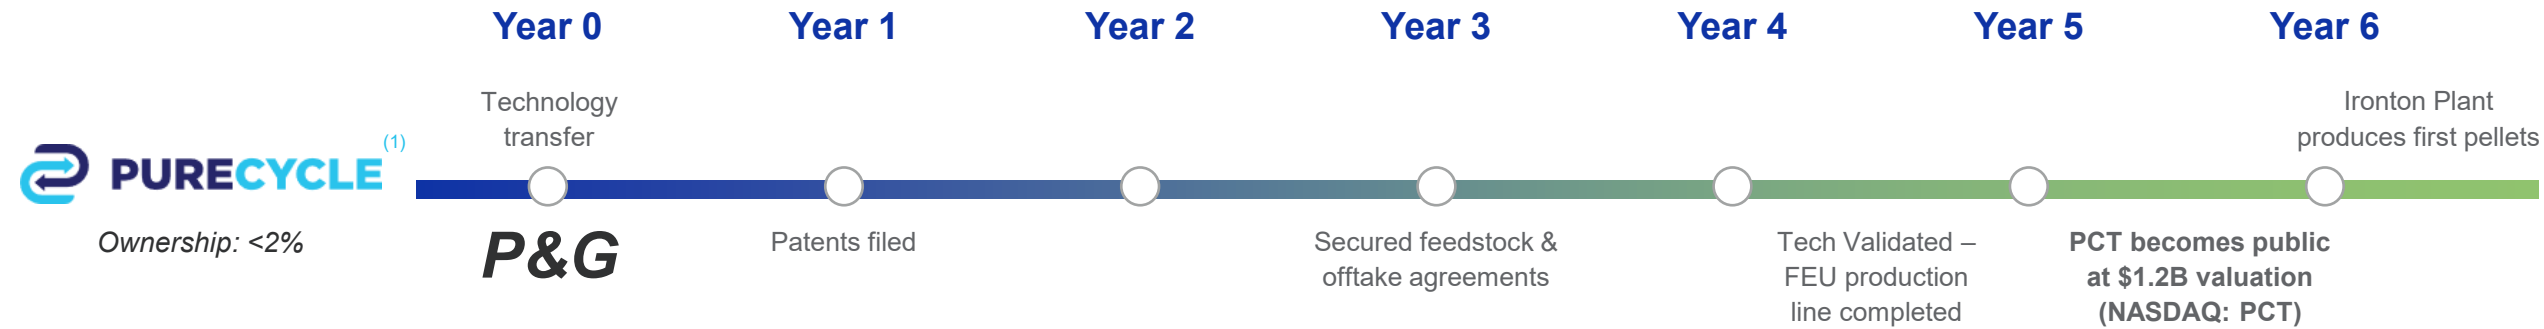 Year 0
Year 1
Year 2
Year 3
Year 4
Year 5
Year 6
Technology
transfer
Ironton Plant
produces first pellets
PURECYCLE (1)
Ownership: <2%
P&G
Patents filed
Secured feedstock &
offtake agreements
Tech Validated –
FEU production
line completed
PCT becomes public
at $1.2B valuation
(NASDAQ: PCT)